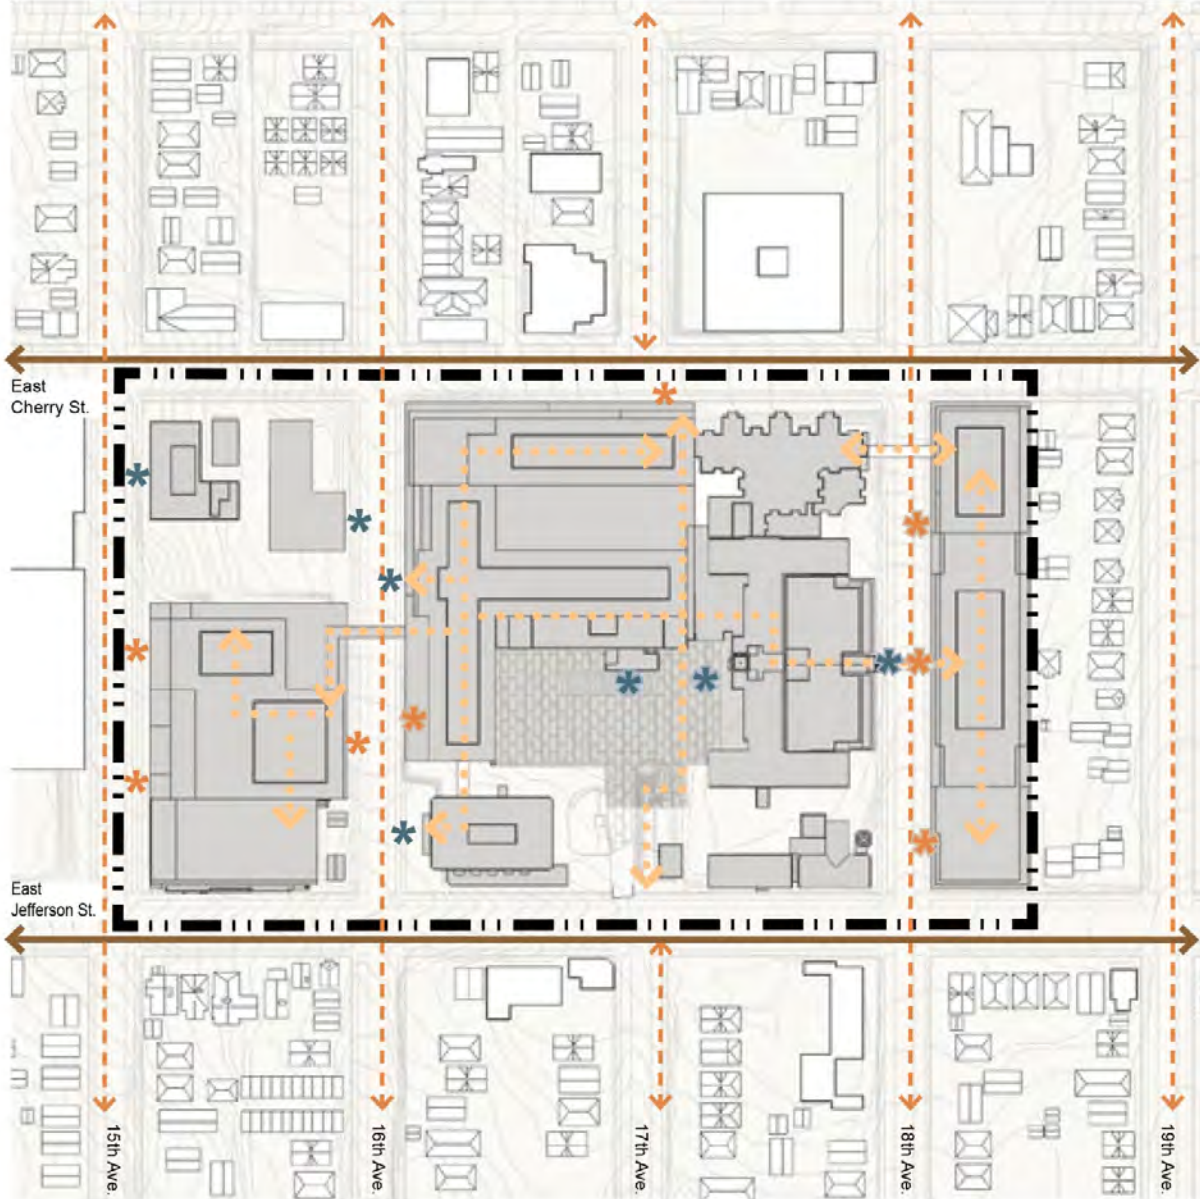 East
Cherry St.
East
Jefferson St.
15th Ave.
16th Ave.
17th Ave.
18th Ave.
19th Ave.